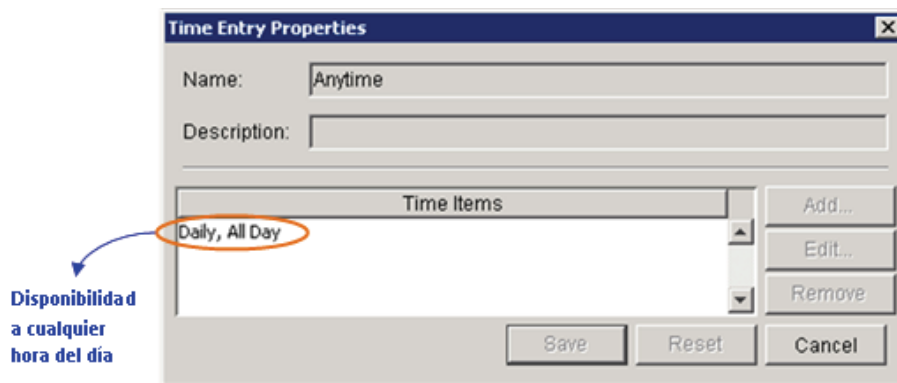 Time Entry Properties
Name: Anytime
Description:
Time Items
Daily, All Day
Add...
Edit...
Remove
Disponibilidad
a cualquier
hora del día
Save Reset Cancel